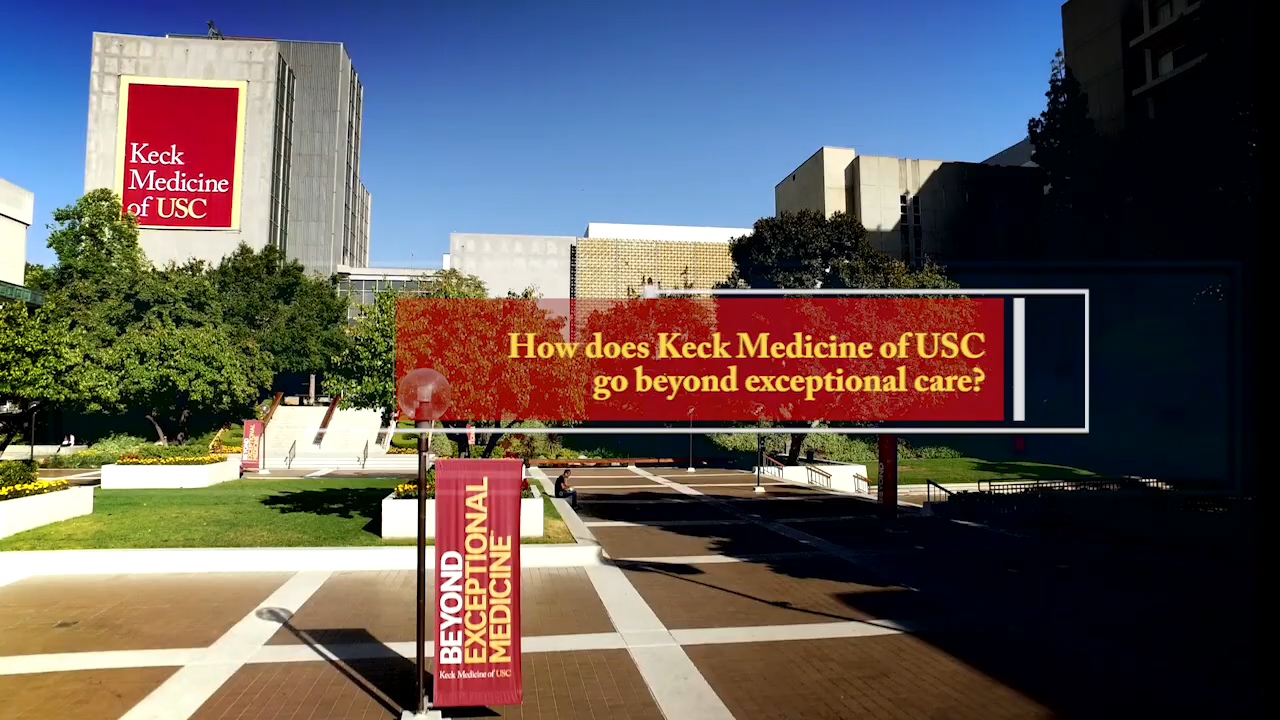 Keck
Medicine
of USC
How does Keck Medicine of USC
go beyond exceptional care?
BEYOND
EXCEPTIONAL
MEDICINE
Keck Medicine of USC